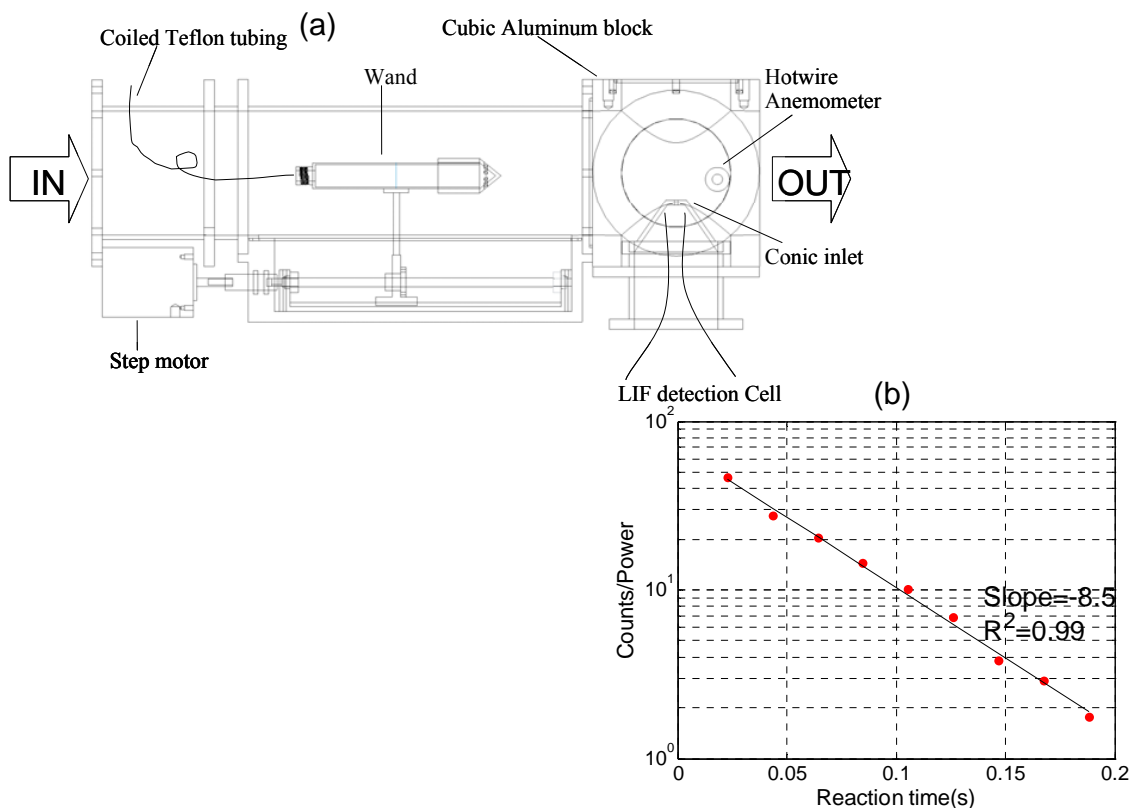 (a)
Coiled Teflon tubing
Cubic Aluminum block
Wand
Hotwire
Anemometer
IN
OUT
Conic inlet
Step motor
LIF detection Cell
(b)
10²
10¹
10⁰
Counts/Power
Slope=-8.5
R²=0.99
0
0.05
0.1
0.15
0.2
Reaction time(s)